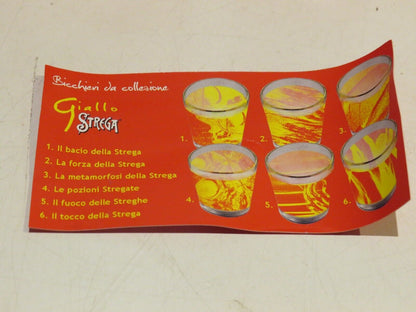 Bicchieri da collezione
Giallo
STREGA
1. Il bacio della Strega
2. La forza della Strega
3. La metamorfosi della Strega
4. Le pozioni Stregate
5. Il fuoco delle Streghe
6. Il tocco della Strega
1.
2.
3.
4.
5.
6.